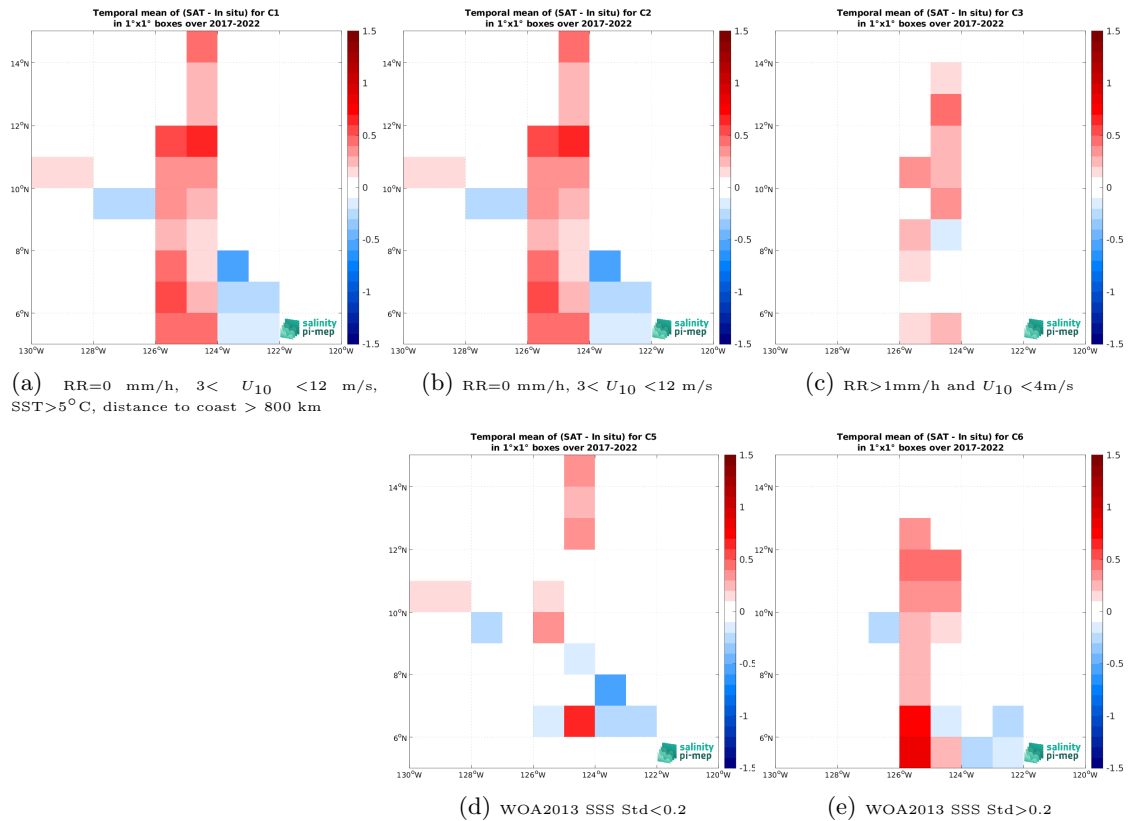 Temporal mean of (SAT - In situ) for C1
in 1°x1° boxes over 2017-2022
14°N
12°N
10°N
8°N
6°N
130°W
128°W
126°W
124°W
122°W
120°W
1.5
1
0.5
0
-0.5
-1
-1.5
salinity
pi-mep
(a) RR=0 mm/h, 3< U10 <12 m/s,
SST>5°C, distance to coast > 800 km
Temporal mean of (SAT - In situ) for C2
in 1°x1° boxes over 2017-2022
14°N
12°N
10°N
8°N
6°N
130°W
128°W
126°W
124°W
122°W
120°W
1.5
1
0.5
0
-0.5
-1
-1.5
salinity
pi-mep
(b) RR=0 mm/h, 3< U10 <12 m/s
Temporal mean of (SAT - In situ) for C3
in 1°x1° boxes over 2017-2022
14°N
12°N
10°N
8°N
6°N
130°W
128°W
126°W
124°W
122°W
120°W
1.5
1
0.5
0
-0.5
-1
-1.5
salinity
pi-mep
(c) RR>1mm/h and U10 <4m/s
Temporal mean of (SAT - In situ) for C5
in 1°x1° boxes over 2017-2022
14°N
12°N
10°N
8°N
6°N
130°W
128°W
126°W
124°W
122°W
120°W
1.5
1
0.5
0
-0.5
-1
-1.5
salinity
pi-mep
(d) WOA2013 SSS Std<0.2
Temporal mean of (SAT - In situ) for C6
in 1°x1° boxes over 2017-2022
14°N
12°N
10°N
8°N
6°N
130°W
128°W
126°W
124°W
122°W
120°W
1.5
1
0.5
0
-0.5
-1
-1.5
salinity
pi-mep
(e) WOA2013 SSS Std>0.2